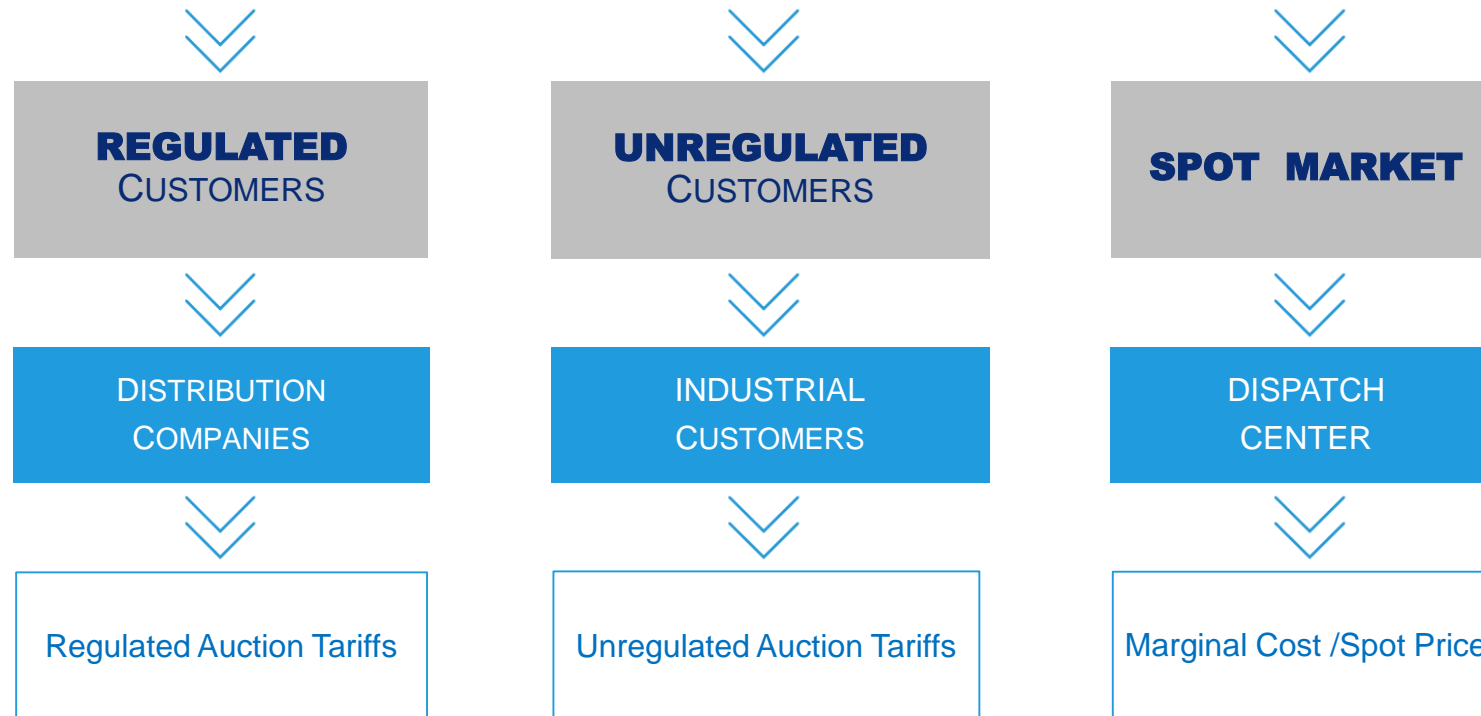 REGULATED
CUSTOMERS
UNREGULATED
CUSTOMERS
SPOT MARKET
DISTRIBUTION
COMPANIES
INDUSTRIAL
CUSTOMERS
DISPATCH
CENTER
Regulated Auction Tariffs
Unregulated Auction Tariffs
Marginal Cost /Spot Price